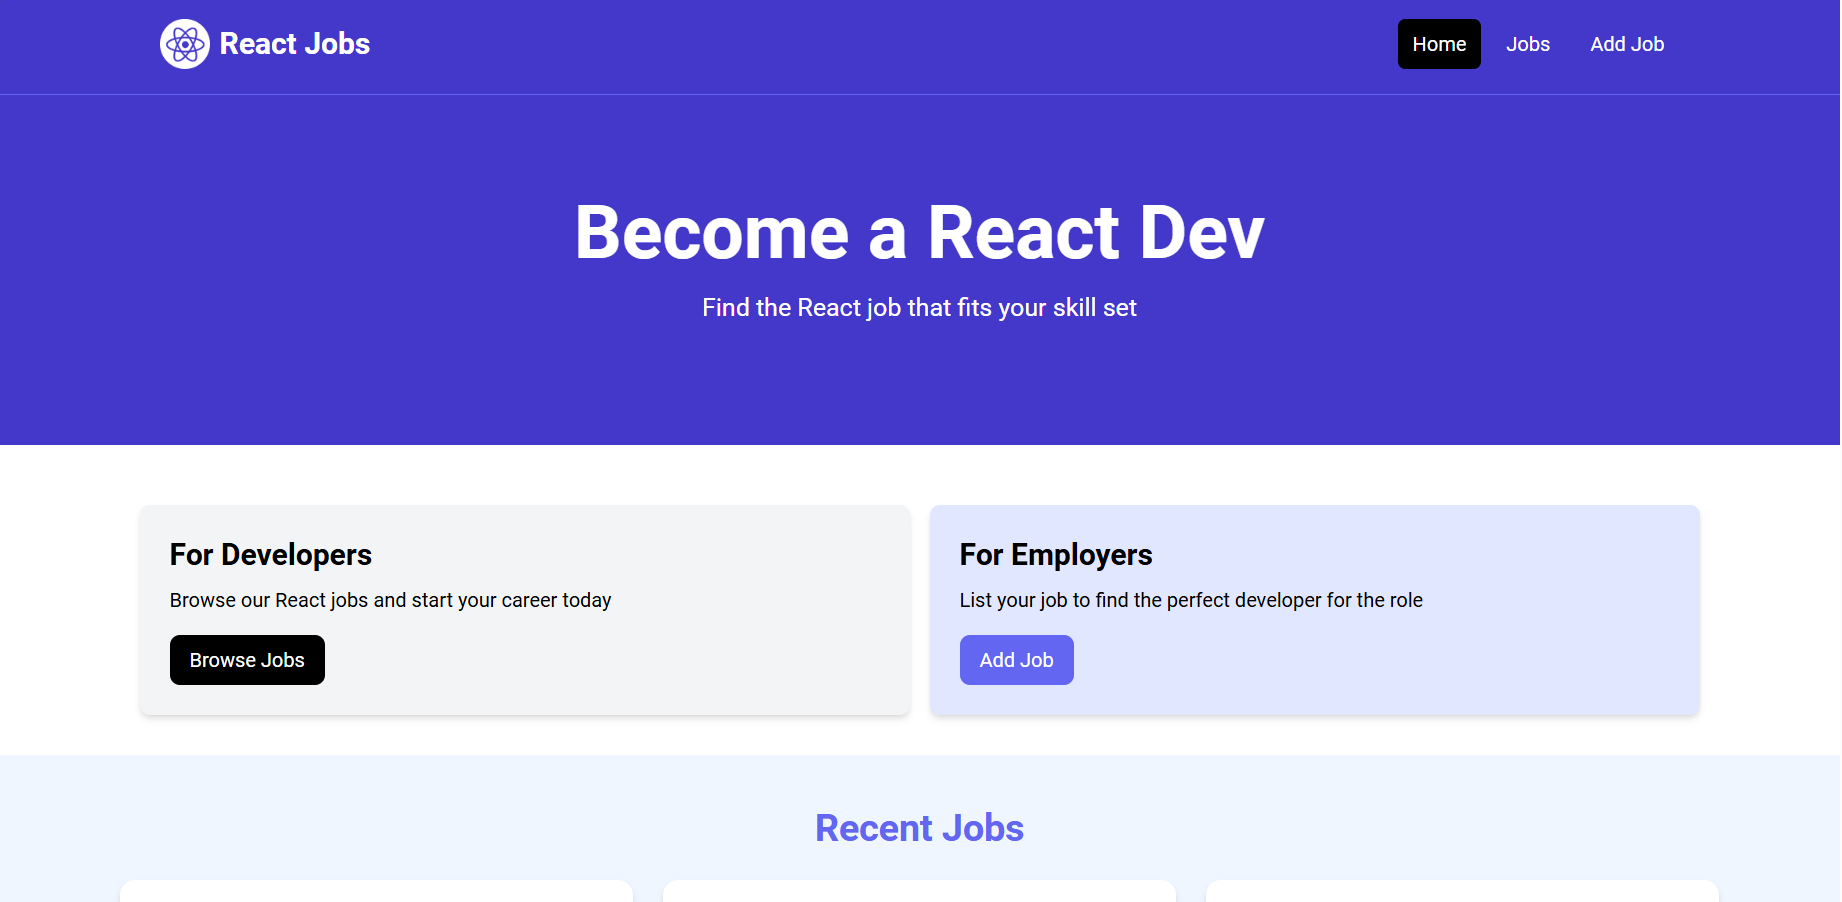 React Jobs
Home
Jobs
Add Job
Become a React Dev
Find the React job that fits your skill set
For Developers
Browse our React jobs and start your career today
Browse Jobs
For Employers
List your job to find the perfect developer for the role
Add Job
Recent Jobs